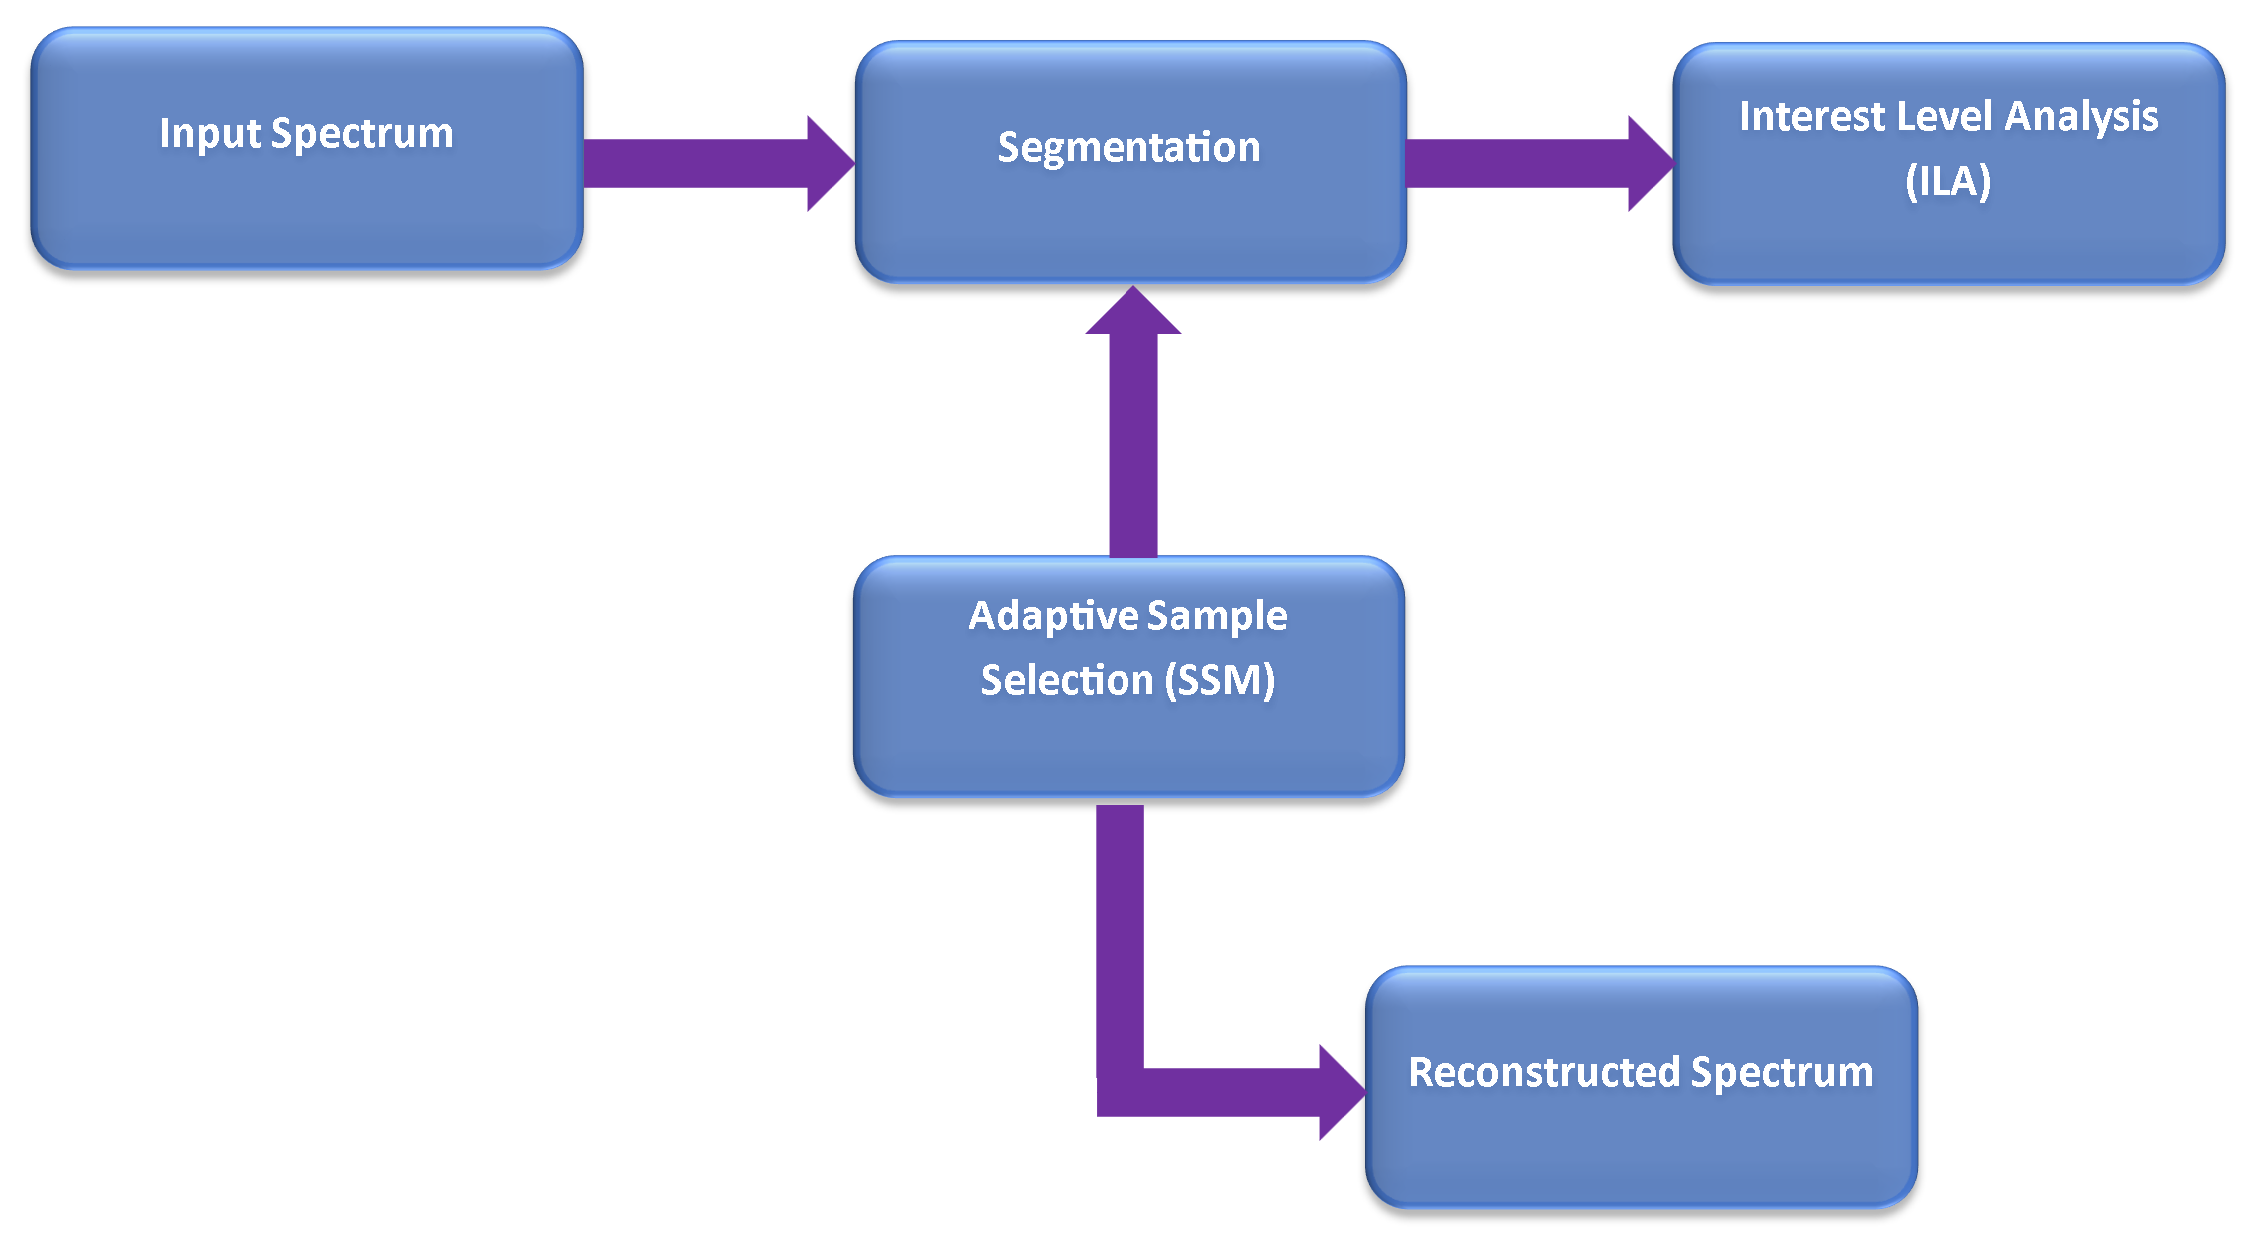 Input Spectrum
Segmentation
Interest Level Analysis
(ILA)
Adaptive Sample
Selection (SSM)
Reconstructed Spectrum